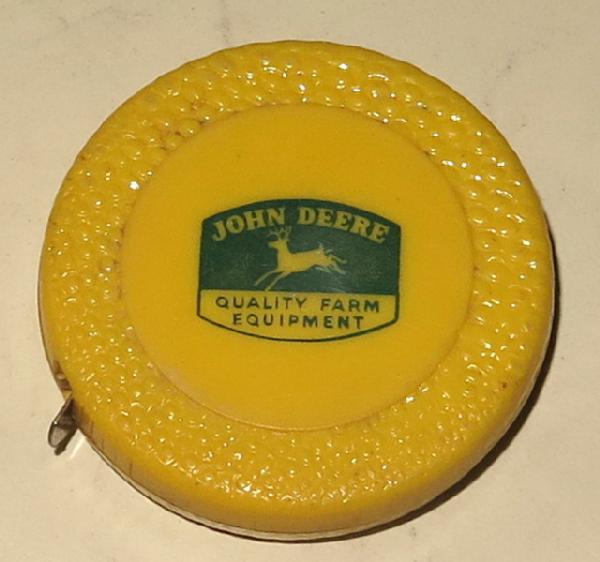 JOHN DEERE
QUALITY FARM
EQUIPMENT